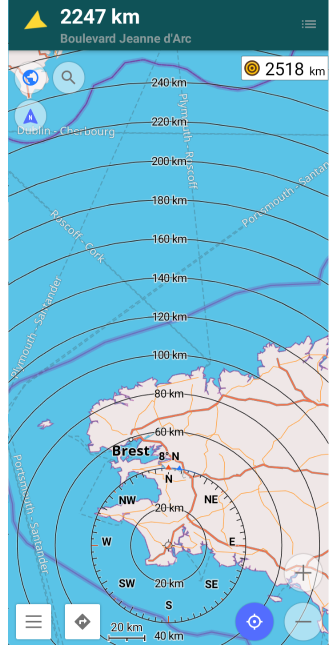 2247 km
Boulevard Jeanne d'Arc
2518 km
240 km
Plymouth - Roscoff
220 km
Dublin - Cherbourg
200 km
Portsmouth - Santan
180 km
Roscoff - Cork
160 km
140 km
Plymouth - Santander
120 km
100 km
80 km
60 km
Brest
8° N
N
Portsmouth - Santander
NW
NE
20 km
W
E
SW
20 km
SE
S
20 km
40 km